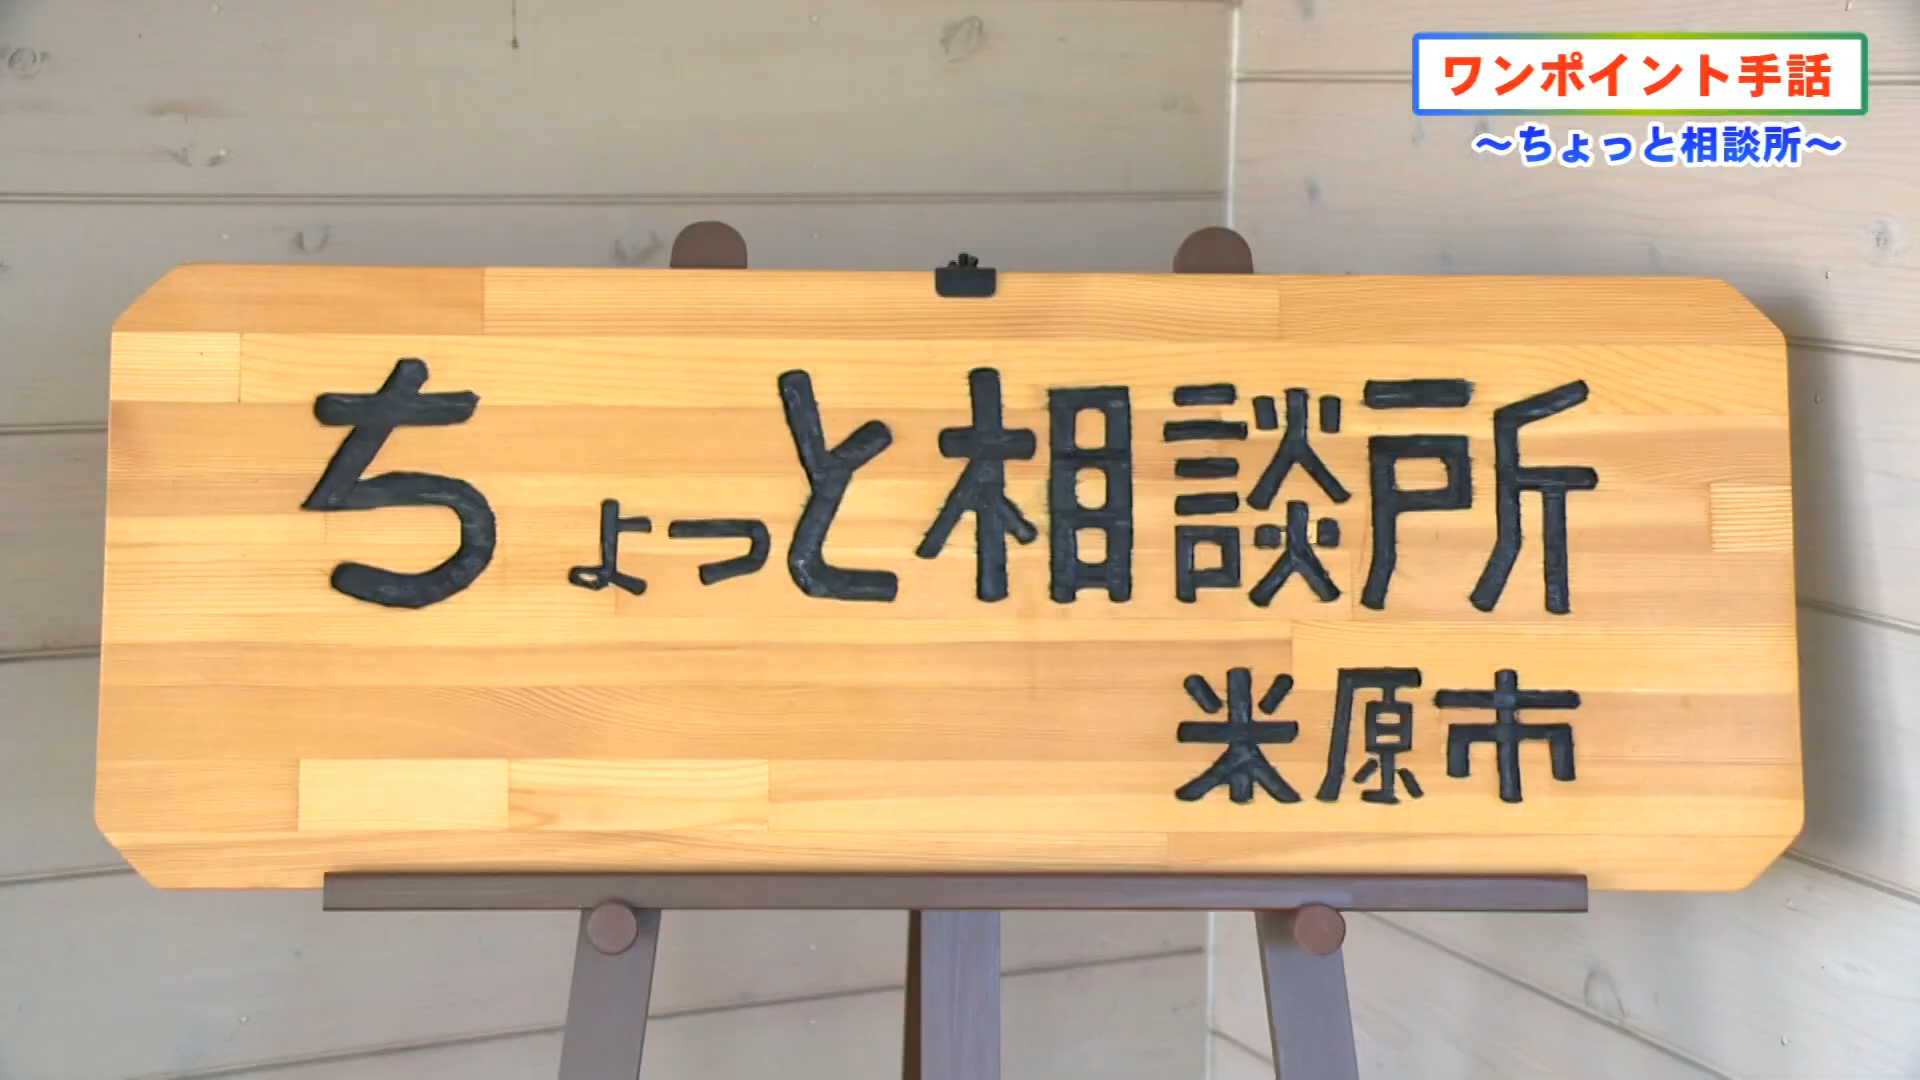 ワンポイント手話
～ちょっと相談所～
ちょっと相談所
米原市